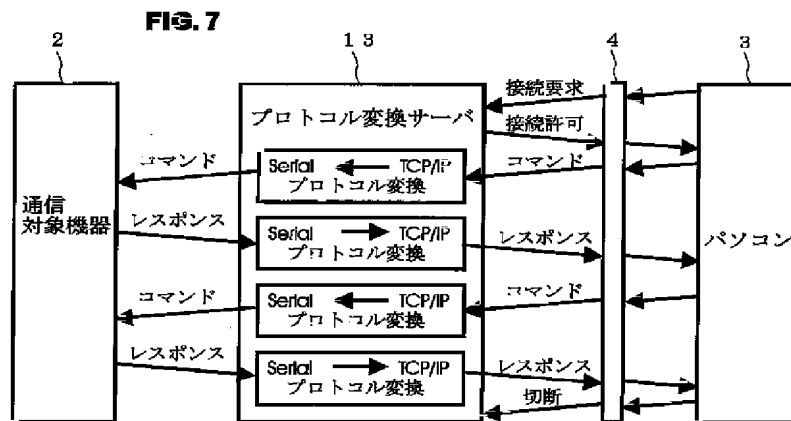 FIG. 7
2
13
4
3
接続要求
プロトコル変換サーバ
接続許可
コマンド
Serial TCP/IP
プロトコル変換
コマンド
通信
対象機器
レスポンス
Serial TCP/IP
プロトコル変換
レスポンス
パソコン
コマンド
Serial TCP/IP
プロトコル変換
コマンド
レスポンス
Serial TCP/IP
プロトコル変換
レスポンス
切断